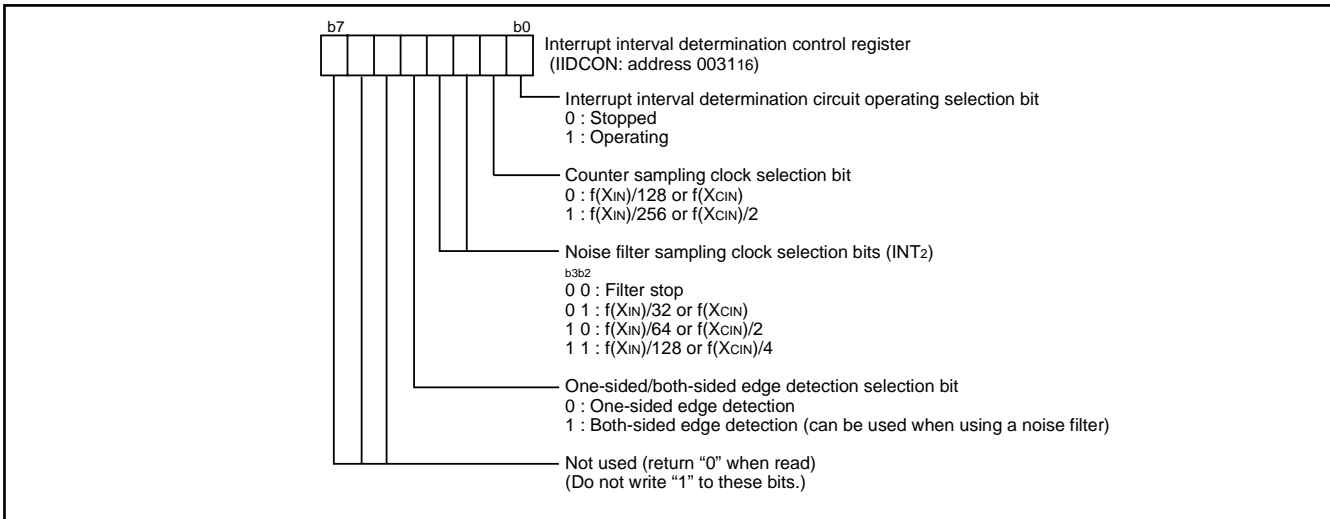 b7 b0
Interrupt interval determination control register
(IIDCON: address 003116)
Interrupt interval determination circuit operating selection bit
0 : Stopped
1 : Operating
Counter sampling clock selection bit
0 : f(XIN)/128 or f(XCIN)
1 : f(XIN)/256 or f(XCIN)/2
Noise filter sampling clock selection bits (INT2)
b3b2
0 0 : Filter stop
0 1 : f(XIN)/32 or f(XCIN)
1 0 : f(XIN)/64 or f(XCIN)/2
1 1 : f(XIN)/128 or f(XCIN)/4
One-sided/both-sided edge detection selection bit
0 : One-sided edge detection
1 : Both-sided edge detection (can be used when using a noise filter)
Not used (return “0” when read)
(Do not write “1” to these bits.)